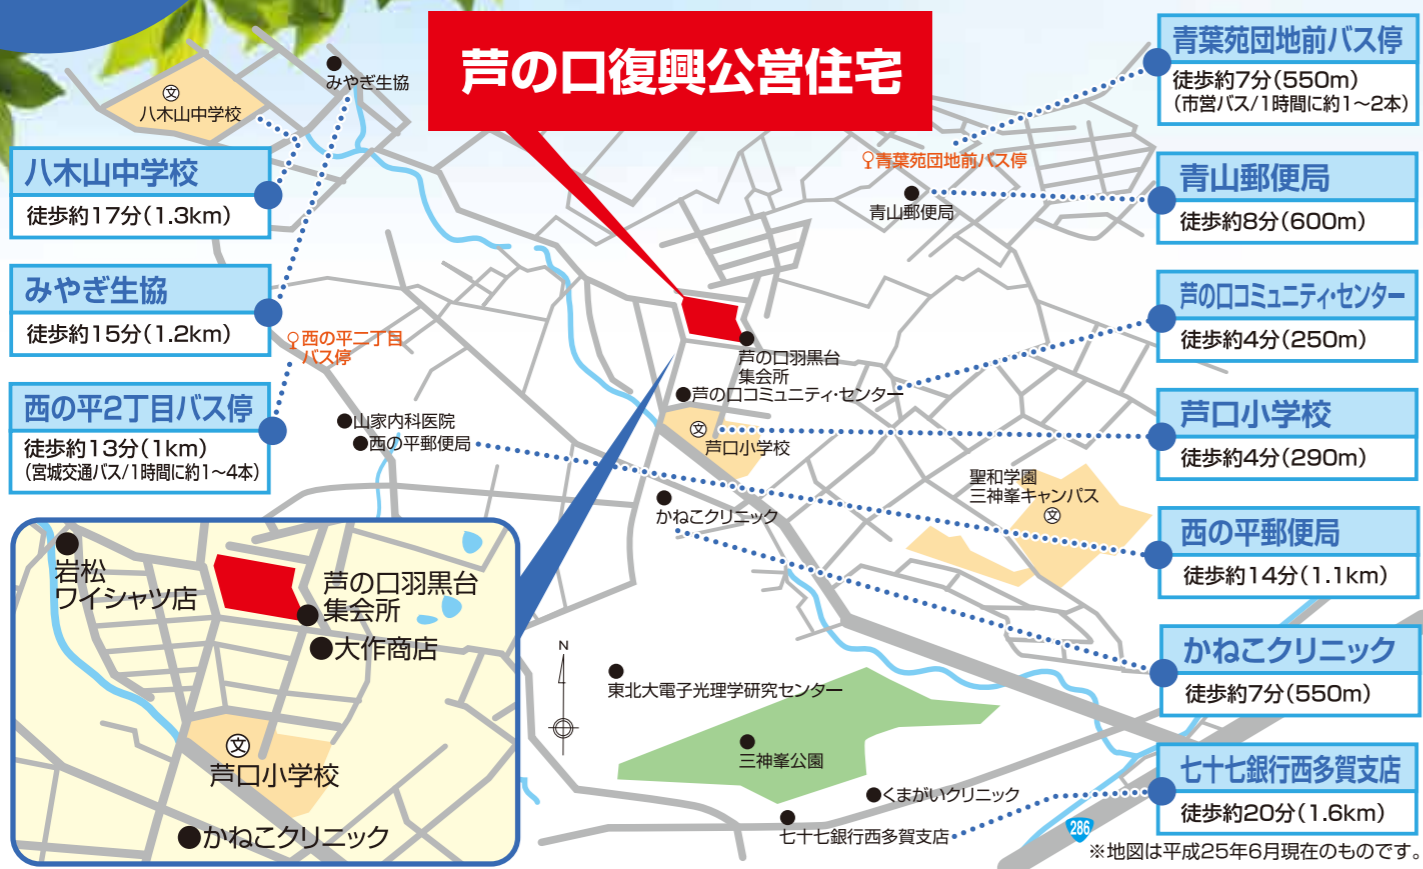 芦の口復興公営住宅
八木山中学校
徒歩約17分(1.3km)
みやぎ生協
徒歩約15分(1.2km)
西の平2丁目バス停
徒歩約13分(1km)
(宮城交通バス/1時間に約1〜4本)
青葉苑団地前バス停
徒歩約7分(550m)
(市営バス/1時間に約1〜2本)
青山郵便局
徒歩約8分(600m)
芦の口コミュニティ・センター
徒歩約4分(250m)
芦口小学校
徒歩約4分(290m)
西の平郵便局
徒歩約14分(1.1km)
かねこクリニック
徒歩約7分(550m)
七十七銀行西多賀支店
徒歩約20分(1.6km)
みやぎ生協
文
八木山中学校
青葉苑団地前バス停
青山郵便局
西の平二丁目
バス停
芦の口羽黒台
集会所
芦の口コミュニティ・センター
山家内科医院
西の平郵便局
文
芦口小学校
聖和学園
三神峯キャンパス
文
かねこクリニック
N
東北大電子光理学研究センター
三神峯公園
くまがいクリニック
七十七銀行西多賀支店
286
岩松
ワイシャツ店
芦の口羽黒台
集会所
大作商店
文
芦口小学校
かねこクリニック
※地図は平成25年6月現在のものです。